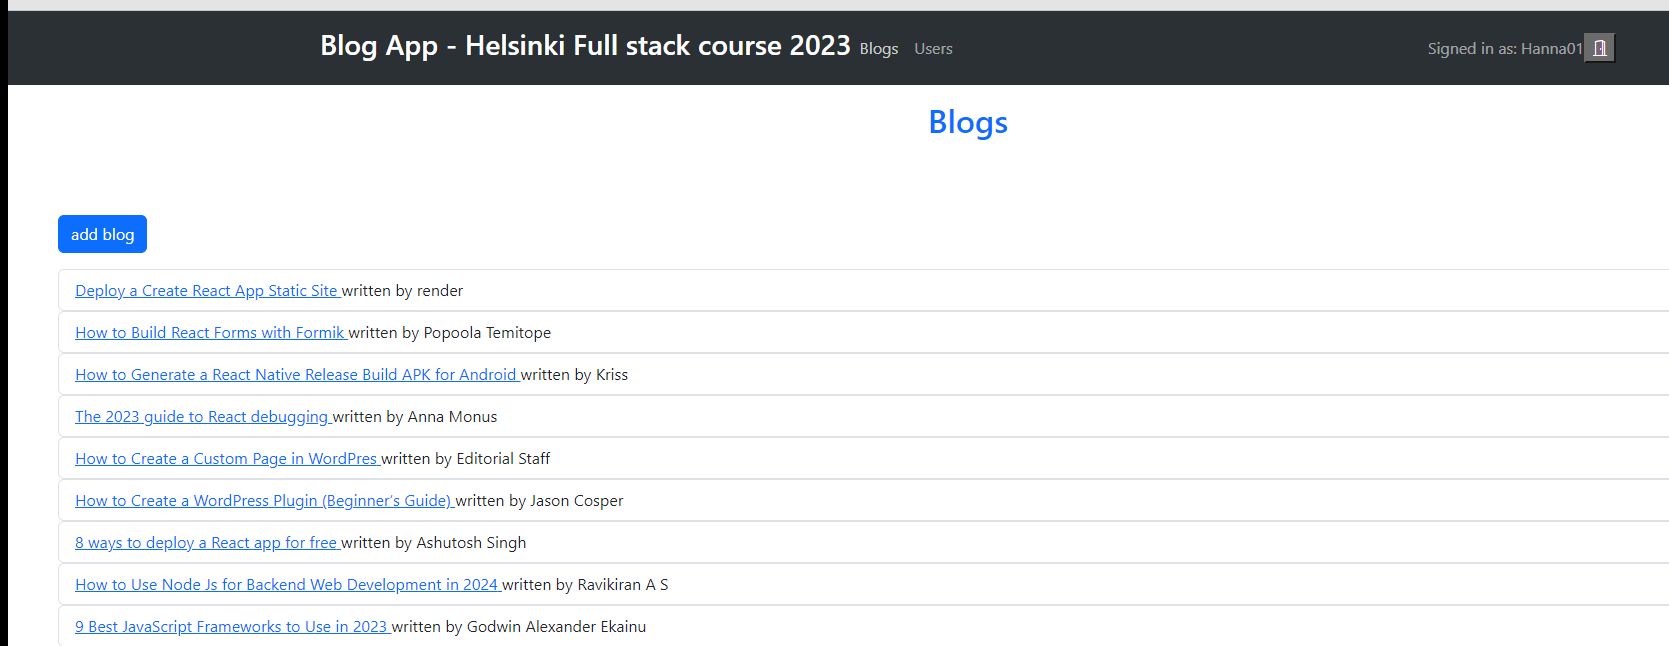 Blog App - Helsinki Full stack course 2023 Blogs Users Signed in as: Hanna01
Blogs
add blog
Deploy a Create React App Static Site written by render
How to Build React Forms with Formik written by Popoola Temitope
How to Generate a React Native Release Build APK for Android written by Kriss
The 2023 guide to React debugging written by Anna Monus
How to Create a Custom Page in WordPres written by Editorial Staff
How to Create a WordPress Plugin (Beginner's Guide) written by Jason Cosper
8 ways to deploy a React app for free written by Ashutosh Singh
How to Use Node Js for Backend Web Development in 2024 written by Ravikiran A S
9 Best JavaScript Frameworks to Use in 2023 written by Godwin Alexander Ekainu